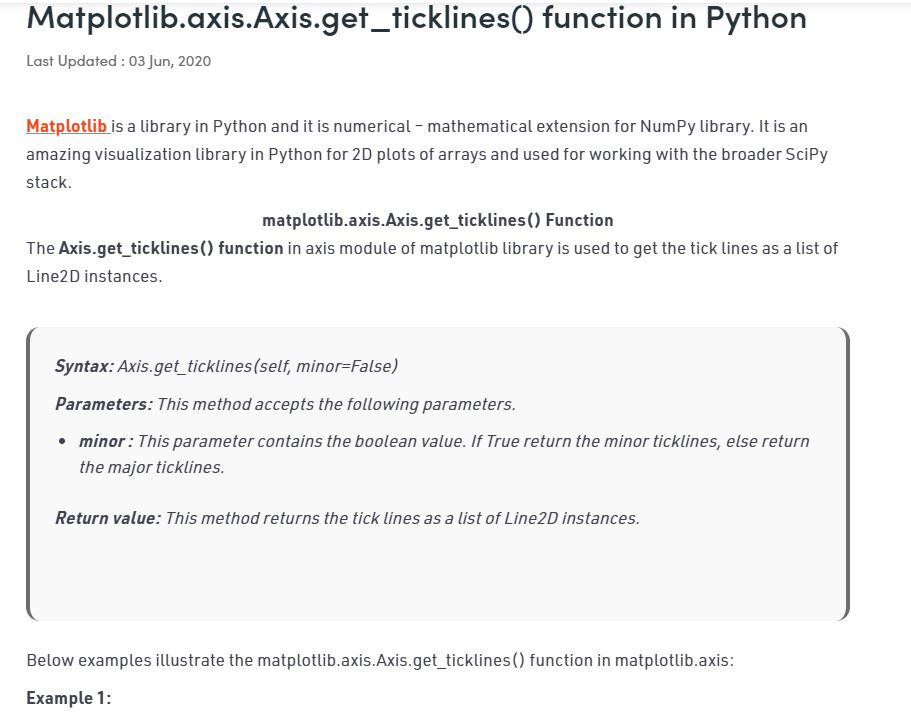 Matplotlib.axis.Axis.get_ticklines() function in Python
Last Updated : 03 Jun, 2020
Matplotlib is a library in Python and it is numerical – mathematical extension for NumPy library. It is an
amazing visualization library in Python for 2D plots of arrays and used for working with the broader SciPy
stack.
matplotlib.axis.Axis.get_ticklines() Function
The Axis.get_ticklines() function in axis module of matplotlib library is used to get the tick lines as a list of
Line2D instances.
Syntax: Axis.get_ticklines(self, minor=False)
Parameters: This method accepts the following parameters.
• minor : This parameter contains the boolean value. If True return the minor ticklines, else return
the major ticklines.
Return value: This method returns the tick lines as a list of Line2D instances.
Below examples illustrate the matplotlib.axis.Axis.get_ticklines() function in matplotlib.axis:
Example 1: